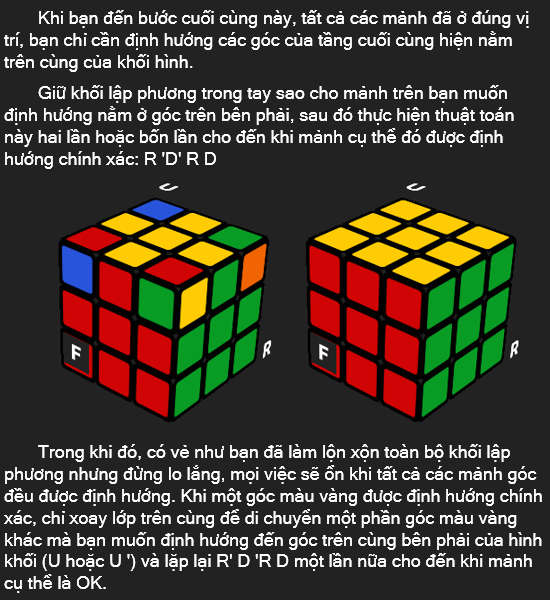 Khi bạn đến bước cuối cùng này, tất cả các mảnh đã ở đúng vị
trí, bạn chỉ cần định hướng các góc của tầng cuối cùng hiện nằm
trên cùng của khối hình.
Giữ khối lập phương trong tay sao cho mảnh trên bạn muốn
định hướng nằm ở góc trên bên phải, sau đó thực hiện thuật toán
này hai lần hoặc bốn lần cho đến khi mảnh cụ thể đó được định
hướng chính xác: R 'D' R D
U U
F R F R
Trong khi đó, có vẻ như bạn đã làm lộn xộn toàn bộ khối lập
phương nhưng đừng lo lắng, mọi việc sẽ ổn khi tất cả các mảnh góc
đều được định hướng. Khi một góc màu vàng được định hướng chính
xác, chỉ xoay lớp trên cùng để di chuyển một phần góc màu vàng
khác mà bạn muốn định hướng đến góc trên cùng bên phải của hình
khối (U hoặc U ') và lặp lại R' D 'R D một lần nữa cho đến khi mảnh
cụ thể là OK.